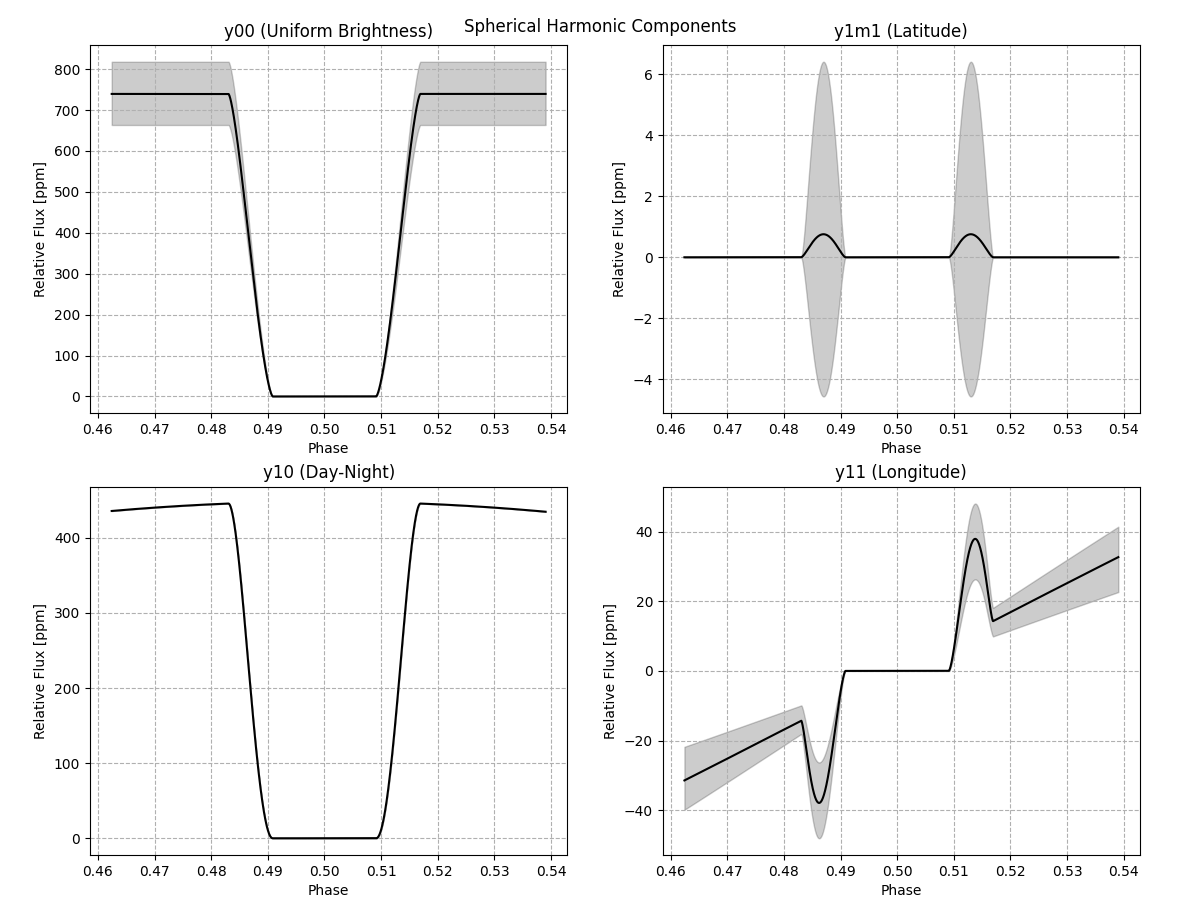 Spherical Harmonic Components
y00 (Uniform Brightness)
Relative Flux [ppm]
800
700
600
500
400
300
200
100
0
0.46 0.47 0.48 0.49 0.50 0.51 0.52 0.53 0.54
Phase
y1m1 (Latitude)
Relative Flux [ppm]
6
4
2
0
−2
−4
0.46 0.47 0.48 0.49 0.50 0.51 0.52 0.53 0.54
Phase
y10 (Day-Night)
Relative Flux [ppm]
400
300
200
100
0
0.46 0.47 0.48 0.49 0.50 0.51 0.52 0.53 0.54
Phase
y11 (Longitude)
Relative Flux [ppm]
40
20
0
−20
−40
0.46 0.47 0.48 0.49 0.50 0.51 0.52 0.53 0.54
Phase